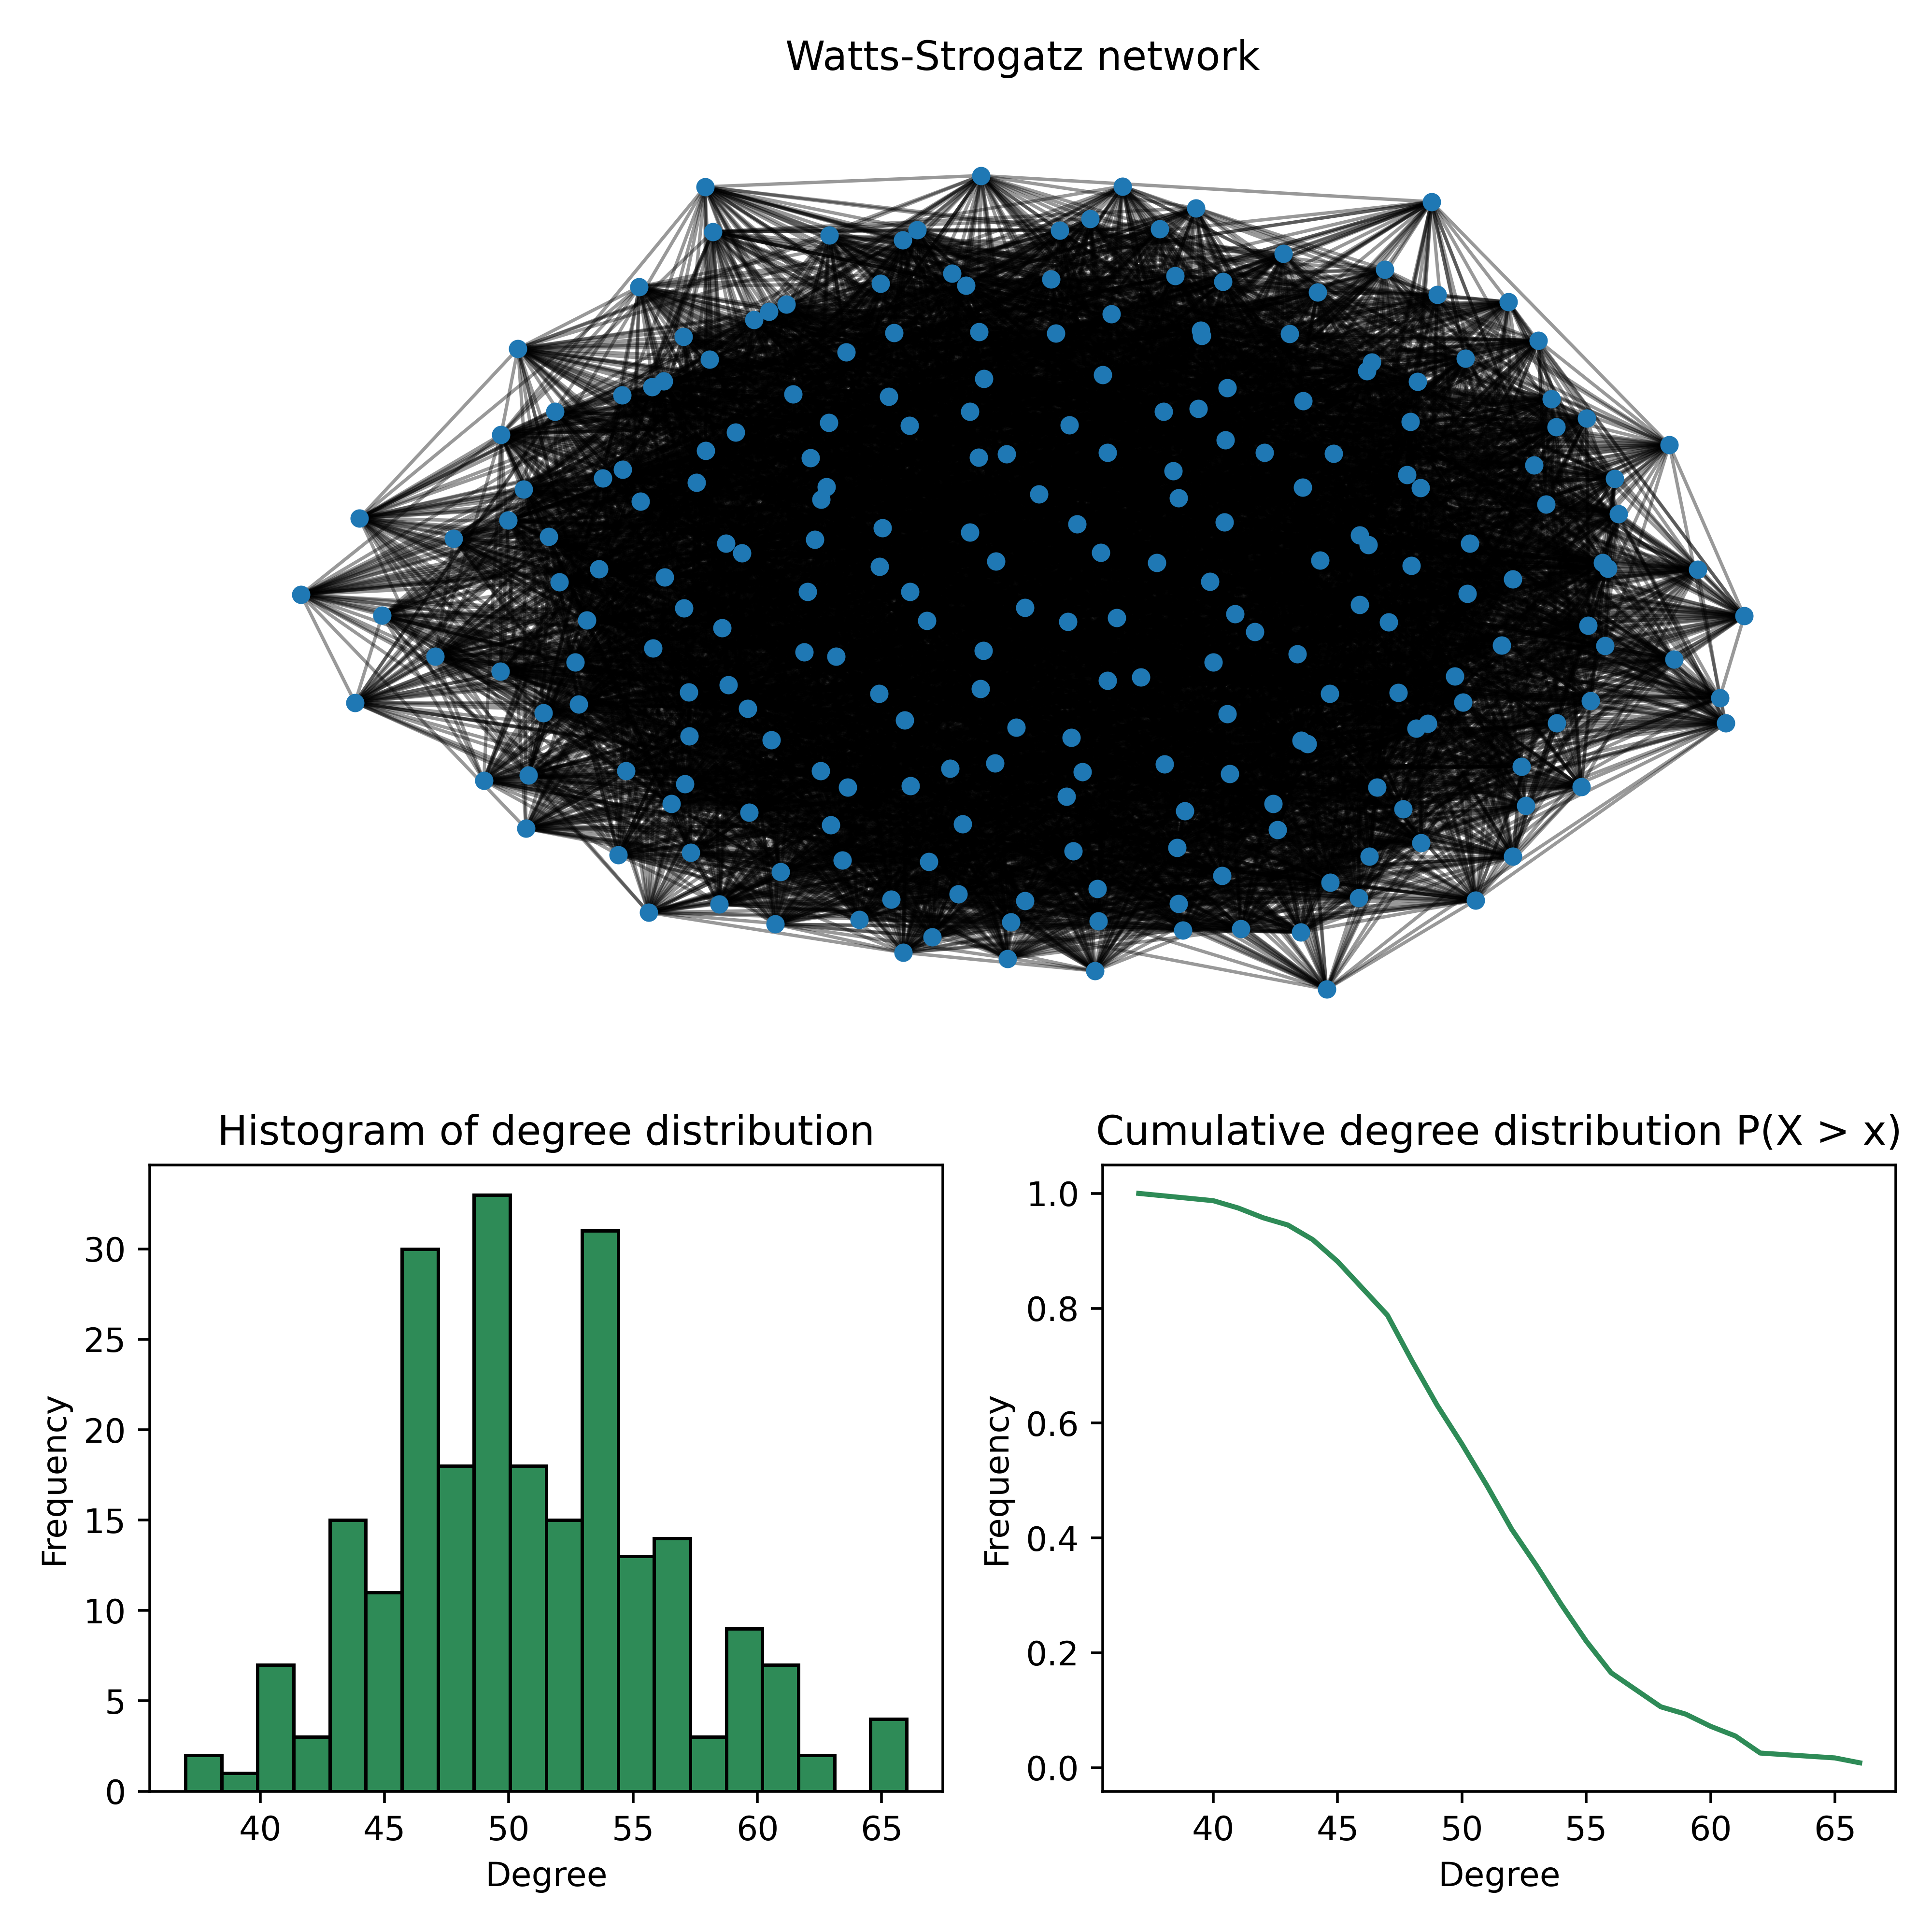 Watts-Strogatz network
Histogram of degree distribution
Frequency
30
25
20
15
10
5
0
40 45 50 55 60 65
Degree
Cumulative degree distribution P(X > x)
Frequency
1.0
0.8
0.6
0.4
0.2
0.0
40 45 50 55 60 65
Degree